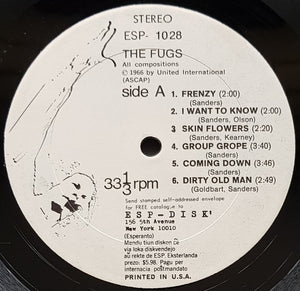 STEREO
ESP- 1028
THE FUGS
All compositions
© 1966 by United International
(ASCAP)
side A
1 FRENZY (2:00)
(Sanders)
2. I WANT TO KNOW (2:00)
(Sanders, Olson)
3 SKIN FLOWERS (2:20)
(Sanders, Kearney)
4. GROUP GROPE (3:40)
(Sanders)
5. COMING DOWN (3:46)
(Sanders)
6. DIRTY OLD MAN (2:49)
(Goldbart, Sanders)
33 1/3 rpm
Send stamped self-addressed envelope
for FREE catalogue to
ESP-DISK'
156 5th Avenue
New York 10010
(Esperanto)
Mendu tiun diskon ĉe
via loka diskvendejo
aŭ rekte de ESP. Eksterlanda
prezo: $5.98. Pagu per
internacia postmandato
PRINTED IN U.S.A.